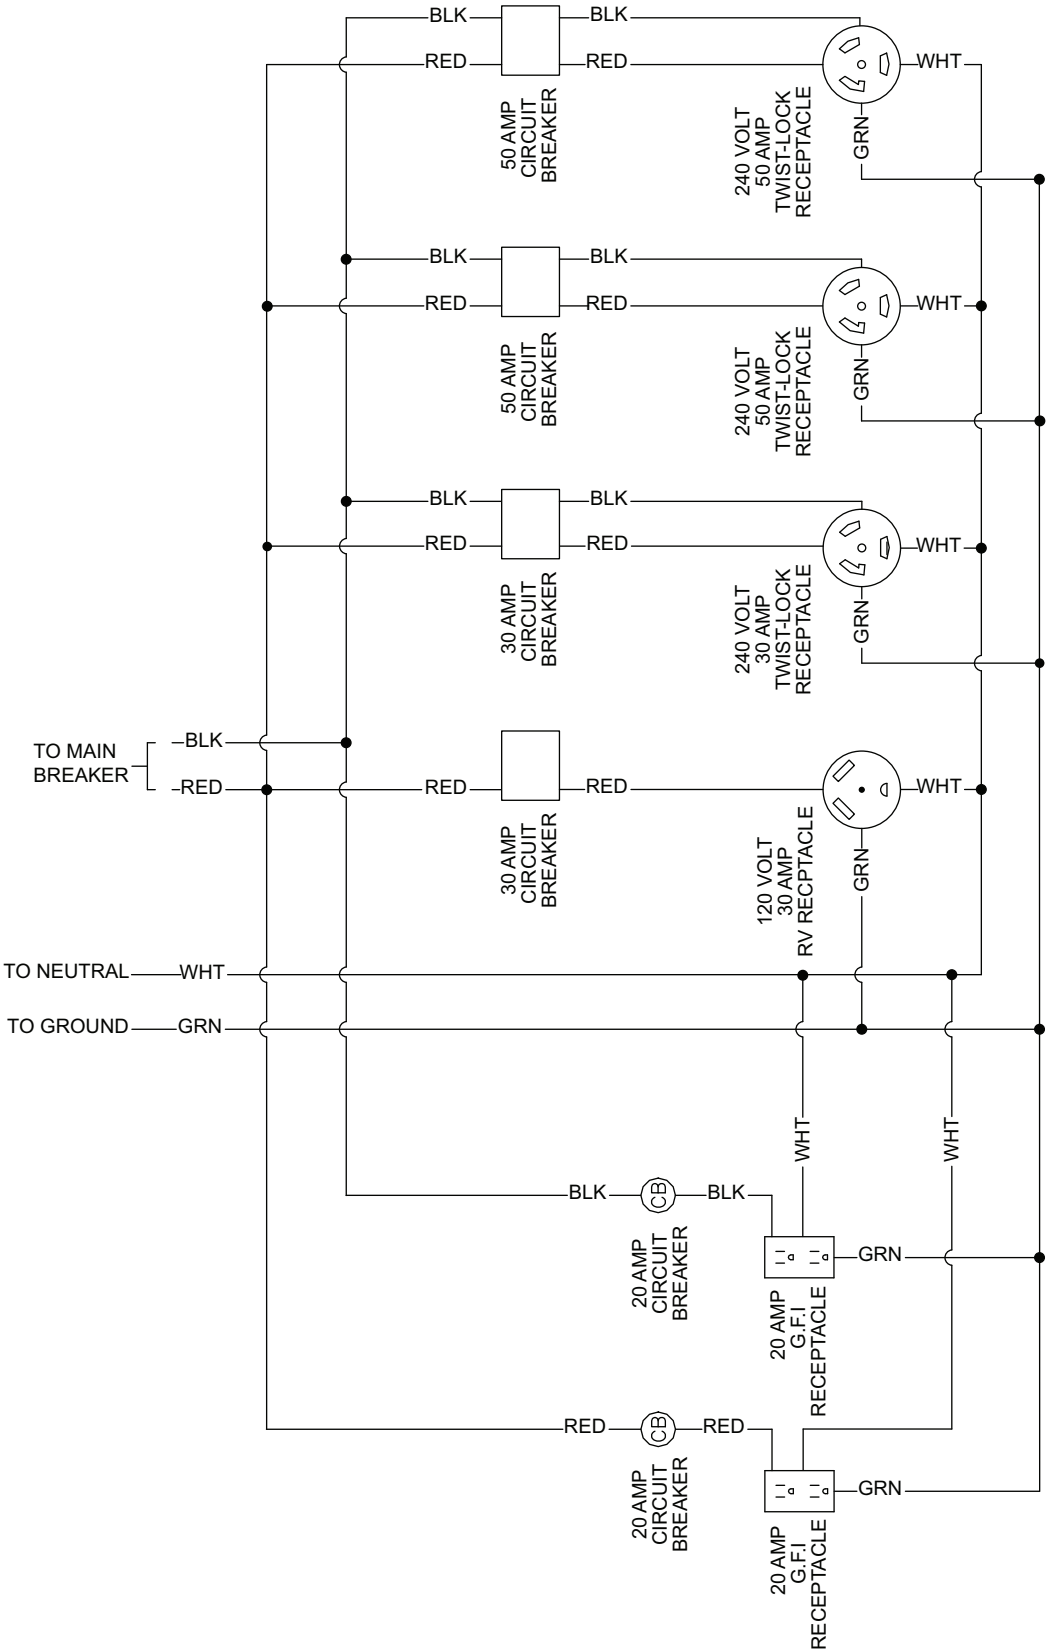 BLK
BLK
RED
RED
WHT
50 AMP
CIRCUIT
BREAKER
240 VOLT
50 AMP
TWIST-LOCK
RECEPTACLE
GRN
BLK
BLK
RED
RED
WHT
50 AMP
CIRCUIT
BREAKER
240 VOLT
50 AMP
TWIST-LOCK
RECEPTACLE
GRN
BLK
BLK
RED
RED
WHT
30 AMP
CIRCUIT
BREAKER
240 VOLT
30 AMP
TWIST-LOCK
RECEPTACLE
GRN
TO MAIN
BREAKER
BLK
RED
RED
RED
WHT
30 AMP
CIRCUIT
BREAKER
120 VOLT
30 AMP
RV RECPTACLE
GRN
TO NEUTRAL
WHT
TO GROUND
GRN
WHT
WHT
BLK
CB
BLK
20 AMP
CIRCUIT
BREAKER
GRN
20 AMP
G.F.I
RECEPTACLE
RED
CB
RED
20 AMP
CIRCUIT
BREAKER
GRN
20 AMP
G.F.I
RECEPTACLE